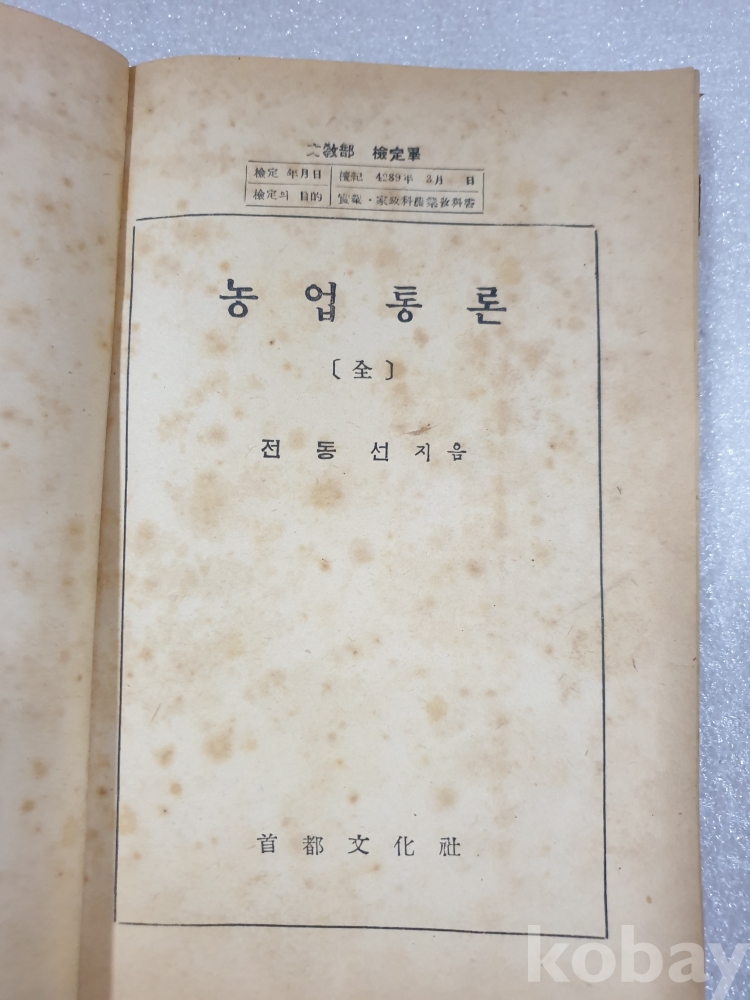 文敎部 檢定畢
檢定 年月日 檀紀 4289年 3月 日
檢定의 目的 實業·家政科農業敎科書
농업통론
〔全〕
전동선 지음
首都文化社
kobay